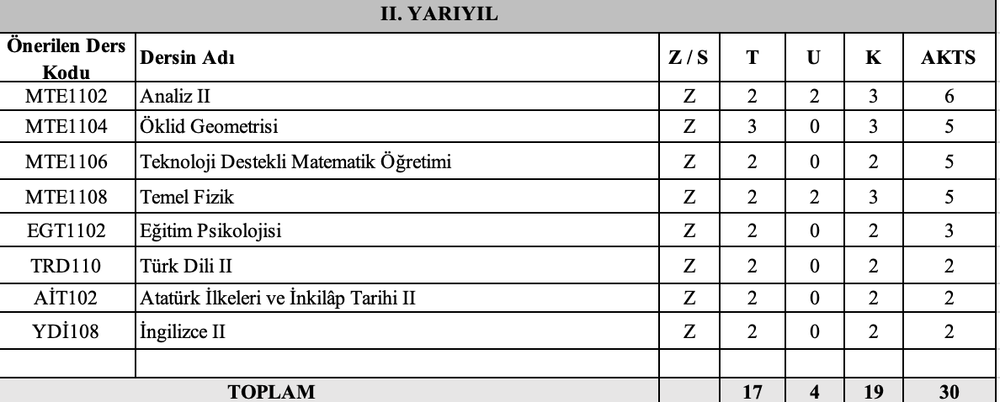 II. YARIYIL
Önerilen Ders Kodu Dersin Adı Z / S T U K AKTS
MTE1102 Analiz II Z 2 2 3 6
MTE1104 Öklid Geometrisi Z 3 0 3 5
MTE1106 Teknoloji Destekli Matematik Öğretimi Z 2 0 2 5
MTE1108 Temel Fizik Z 2 2 3 5
EGT1102 Eğitim Psikolojisi Z 2 0 2 3
TRD110 Türk Dili II Z 2 0 2 2
AİT102 Atatürk İlkeleri ve İnkilâp Tarihi II Z 2 0 2 2
YDİ108 İngilizce II Z 2 0 2 2
TOPLAM 17 4 19 30